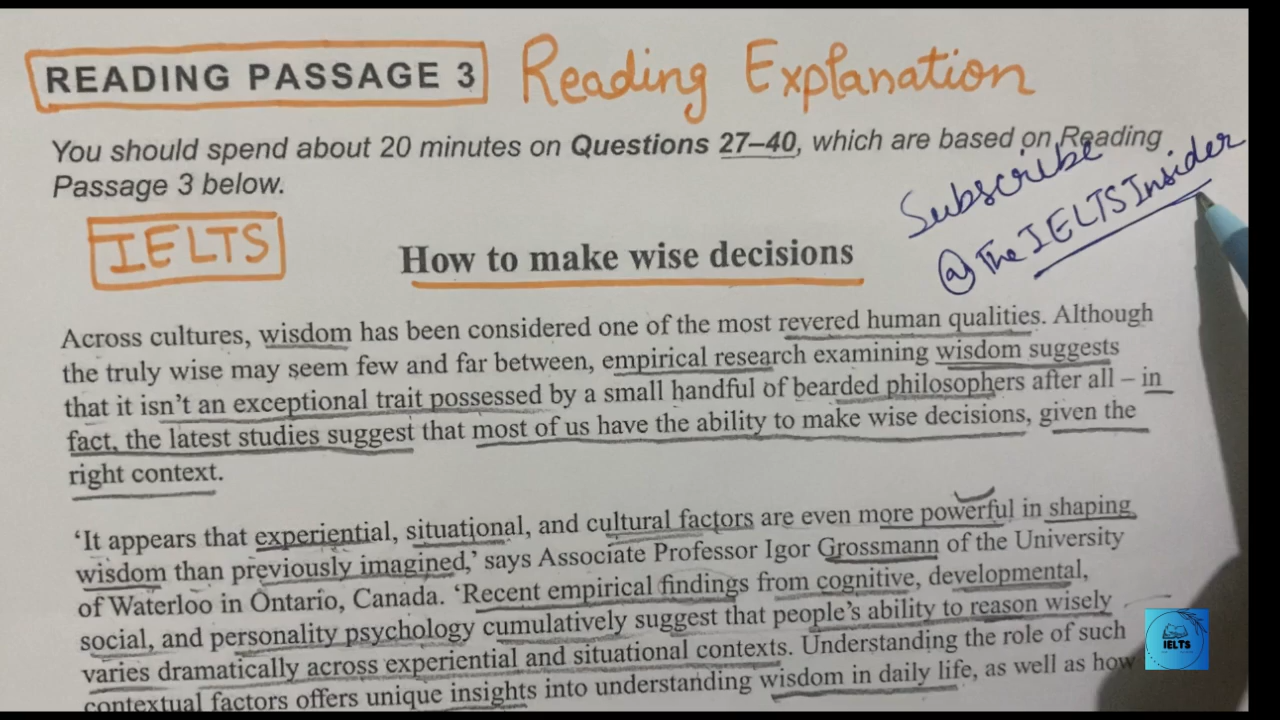 READING PASSAGE 3 Reading Explanation
You should spend about 20 minutes on Questions 27–40, which are based on Reading
Passage 3 below.
Subscribe
@The IELTS Insider
IELTS
How to make wise decisions
Across cultures, wisdom has been considered one of the most revered human qualities. Although
the truly wise may seem few and far between, empirical research examining wisdom suggests
that it isn't an exceptional trait possessed by a small handful of bearded philosophers after all – in
fact, the latest studies suggest that most of us have the ability to make wise decisions, given the
right context.
'It appears that experiential, situational, and cultural factors are even more powerful in shaping
wisdom than previously imagined,' says Associate Professor Igor Grossmann of the University
of Waterloo in Ontario, Canada. 'Recent empirical findings from cognitive, developmental,
social, and personality psychology cumulatively suggest that people's ability to reason wisely
varies dramatically across experiential and situational contexts. Understanding the role of such
contextual factors offers unique insights into understanding wisdom in daily life, as well as how
IELTS